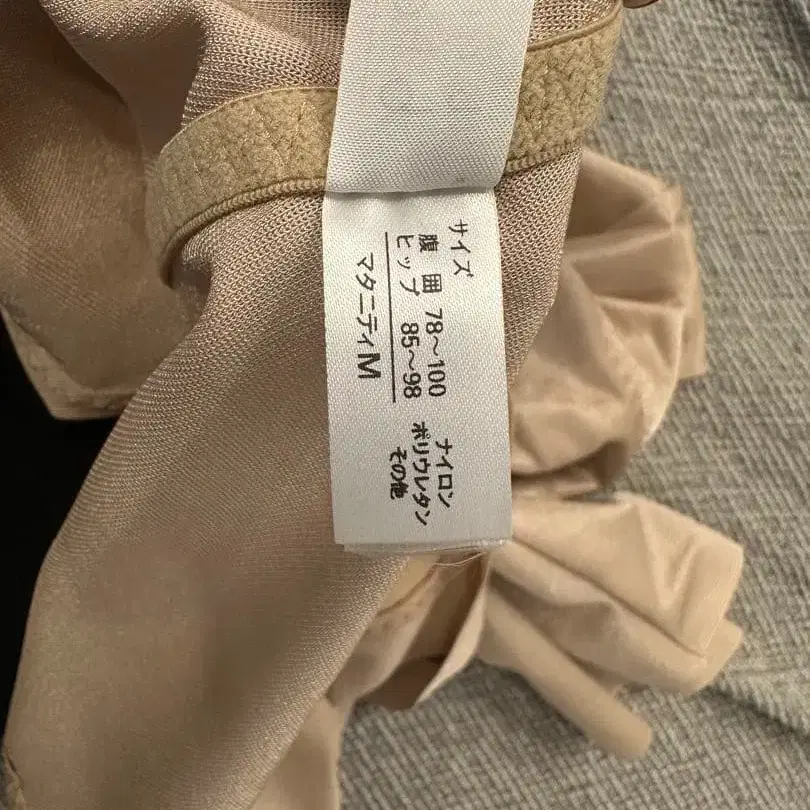 サイズ
腹囲 78〜100
ヒップ 85〜98
マタニティM
ナイロン
ポリウレタン
その他